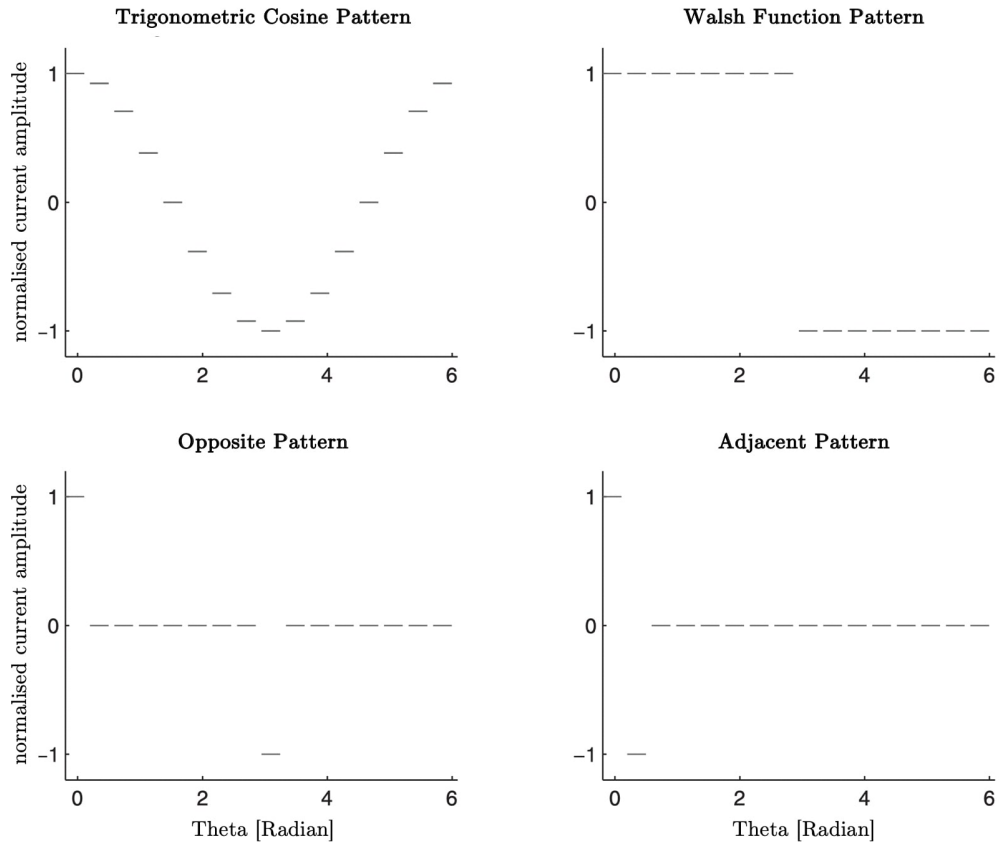 Trigonometric Cosine Pattern
normalised current amplitude
1
0
−1
0 2 4 6
Walsh Function Pattern
1
0
−1
0 2 4 6
Opposite Pattern
normalised current amplitude
1
0
−1
0 2 4 6
Theta [Radian]
Adjacent Pattern
1
0
−1
0 2 4 6
Theta [Radian]